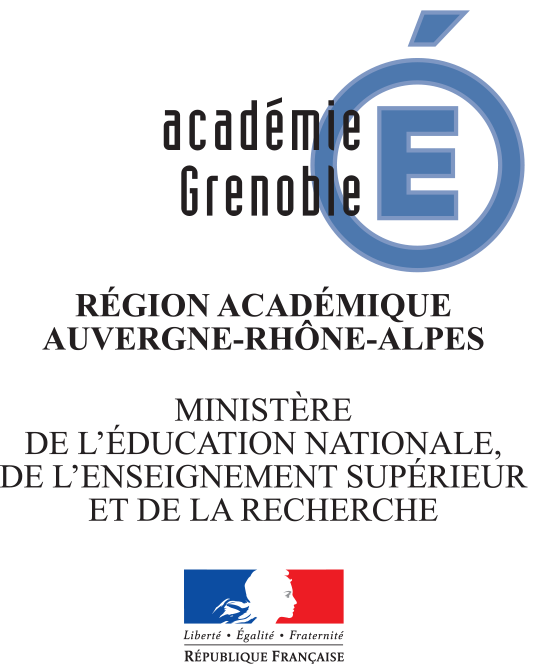 académie
Grenoble
É
RÉGION ACADÉMIQUE
AUVERGNE-RHÔNE-ALPES
MINISTÈRE
DE L’ÉDUCATION NATIONALE,
DE L’ENSEIGNEMENT SUPÉRIEUR
ET DE LA RECHERCHE
Liberté • Égalité • Fraternité
RÉPUBLIQUE FRANÇAISE